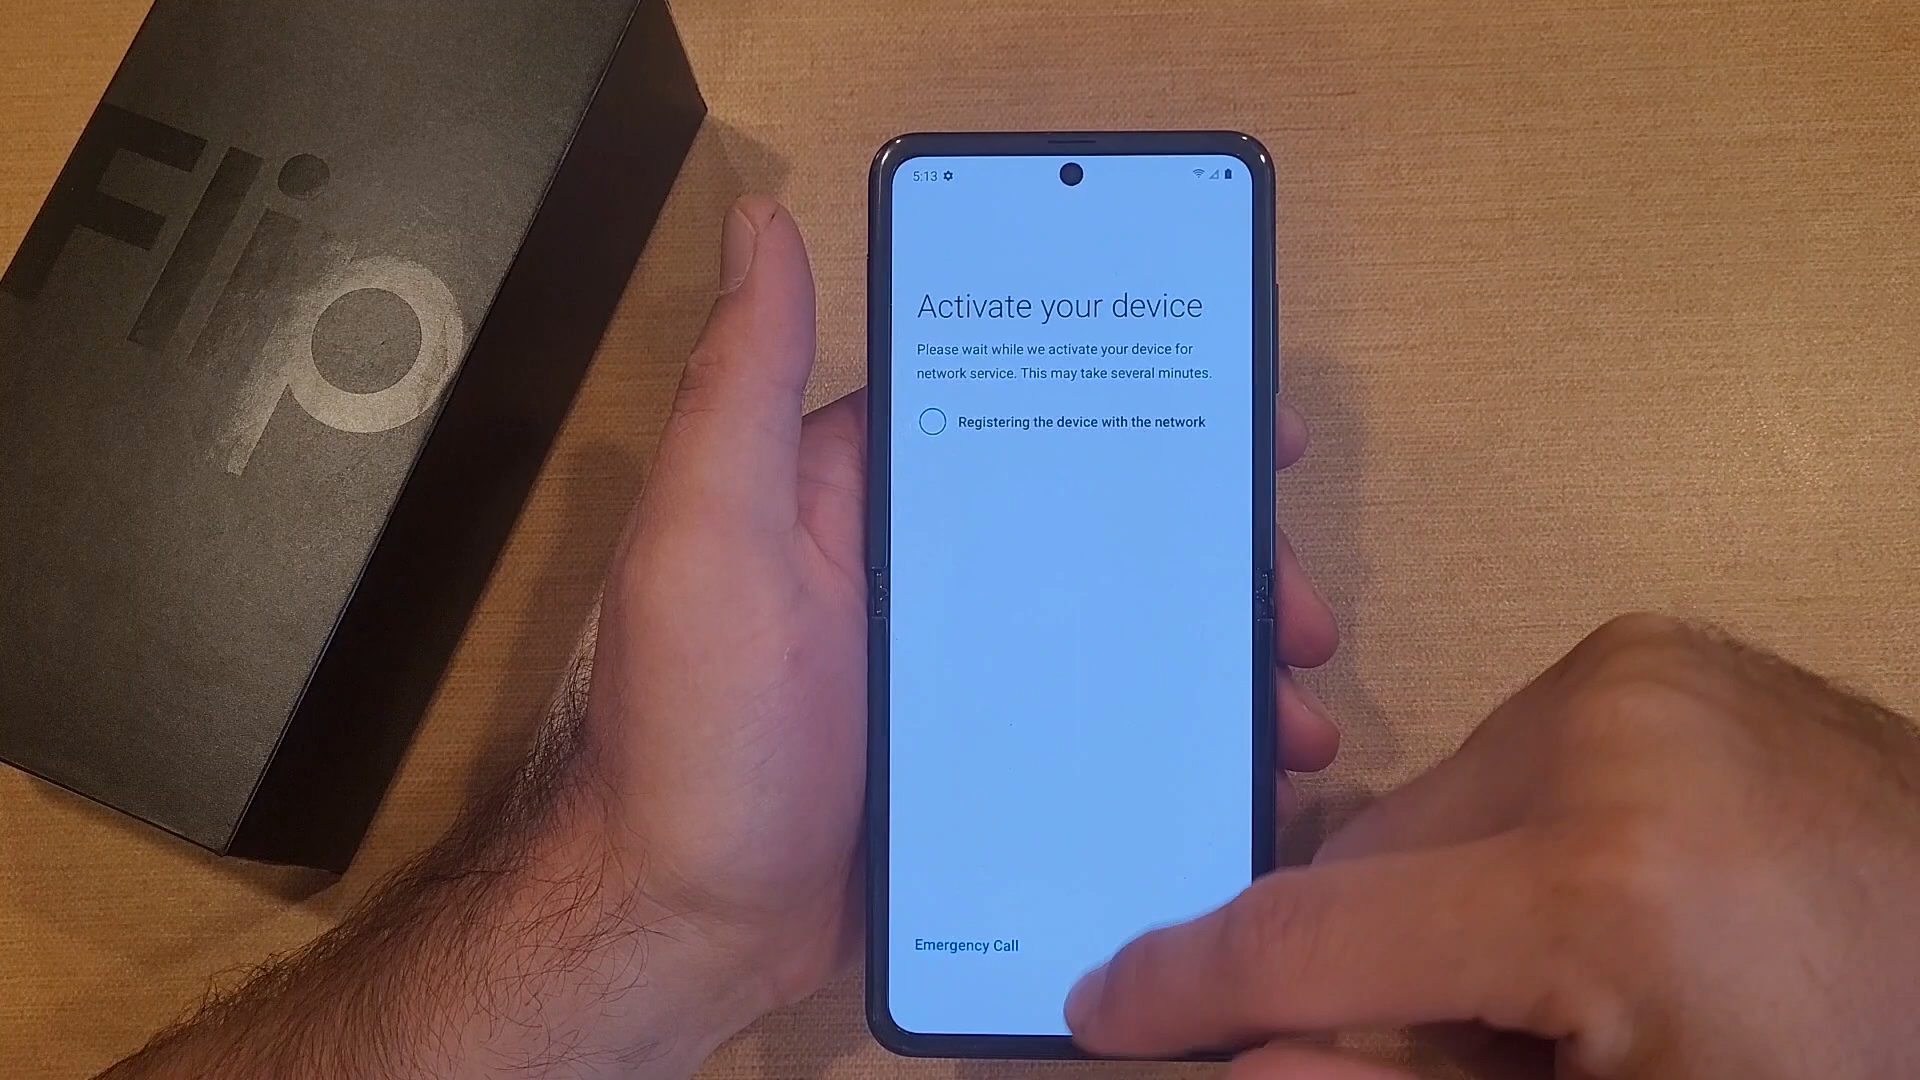 Flip
5:13
Activate your device
Please wait while we activate your device for
network service. This may take several minutes.
Registering the device with the network
Emergency Call